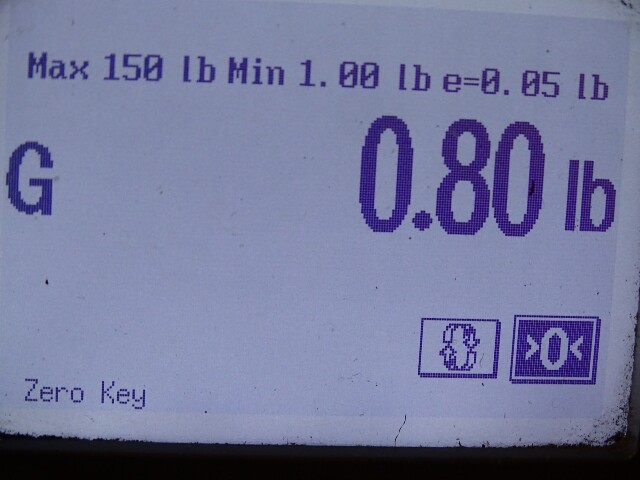 Max 150 lb Min 1.00 lb e=0.05 lb
G 0.80 lb
>0<
Zero Key